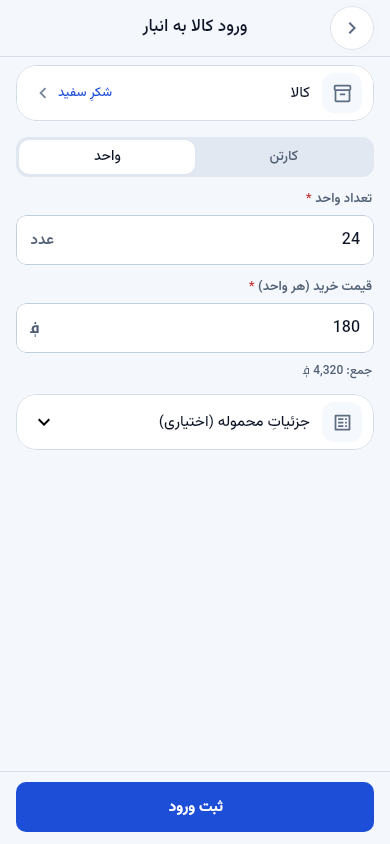 ورود کالا به انبار
کالا
شکرِ سفید
کارتن
واحد
تعداد واحد *
24
عدد
قیمت خرید (هر واحد) *
180
؋
جمع: 4,320 ؋
جزئیاتِ محموله (اختیاری)
ثبت ورود